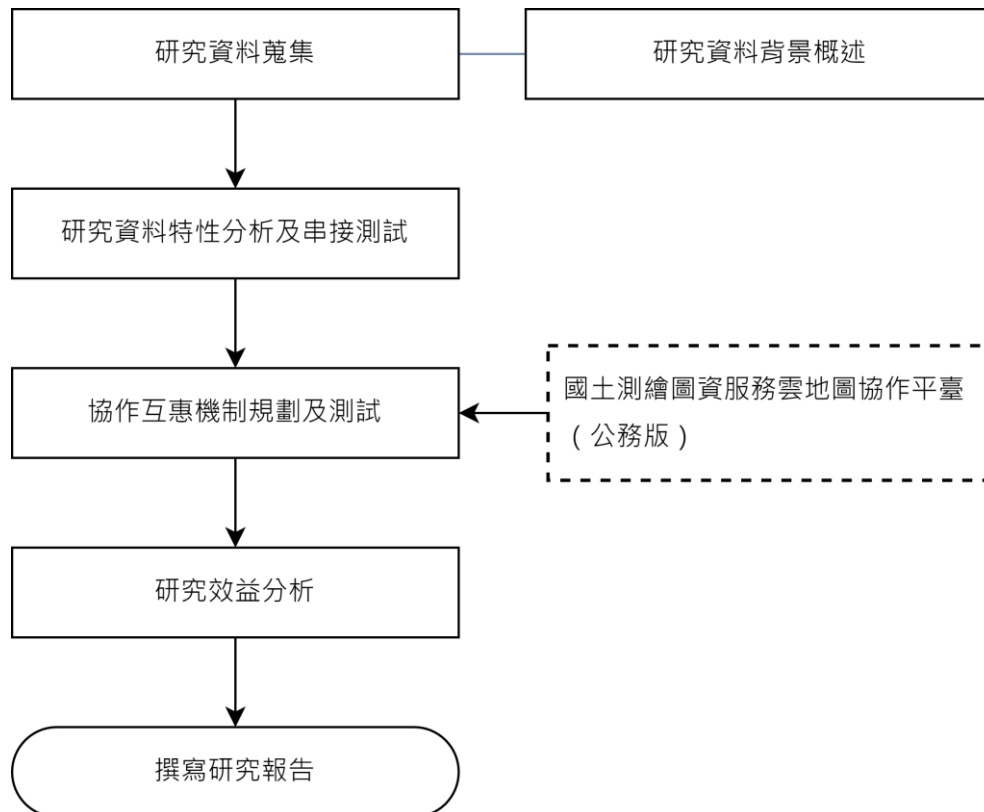 研究資料蒐集
研究資料背景概述
研究資料特性分析及串接測試
協作互惠機制規劃及測試
國土測繪圖資服務雲地圖協作平臺
（公務版）
研究效益分析
撰寫研究報告